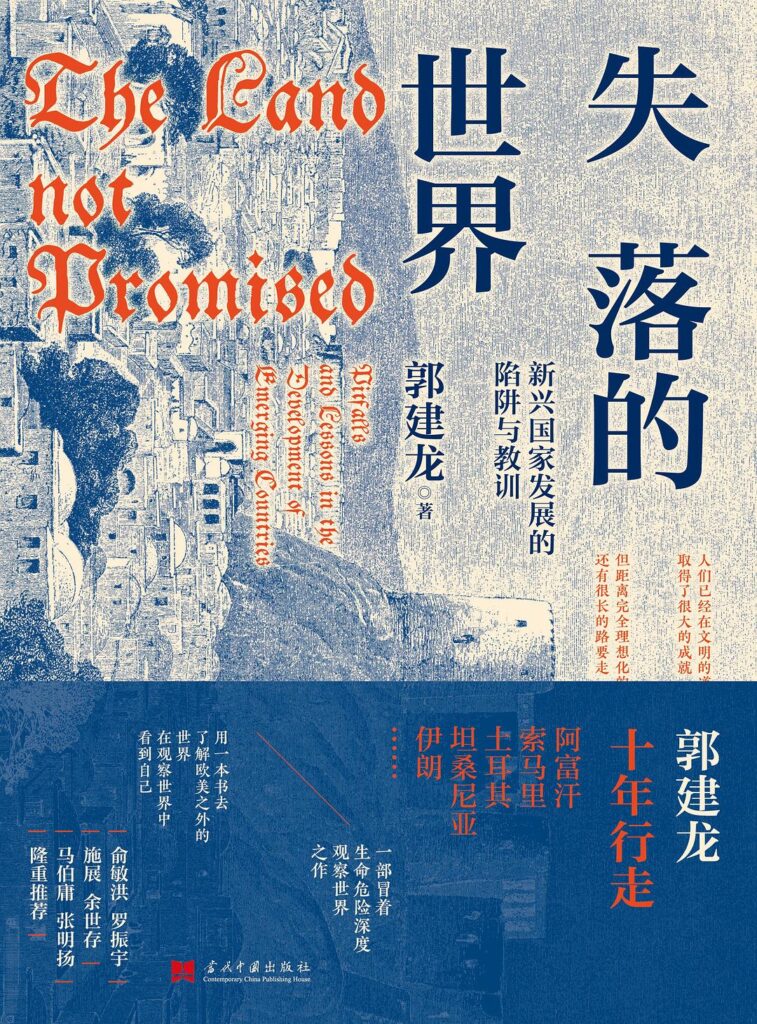 失落的
世界
新兴国家发展的
陷阱与教训
郭建龙◎著
The Land
not
Promised
Pitfalls
and Lessons in the
Development of
Emerging Countries
人们已经在文明的
取得了很大的成就
但距离完全理想化的
还有很长的路要走
郭建龙
十年行走
阿富汗
索马里
土耳其
坦桑尼亚
伊朗
……
一部冒着
生命危险深度
观察世界
之作
用一本书去
了解欧美之外的
世界
在观察世界中
看到自己
俞敏洪 罗振宇
施展 余世存
马伯庸 张明扬
隆重推荐
当代中国出版社
Contemporary China Publishing House